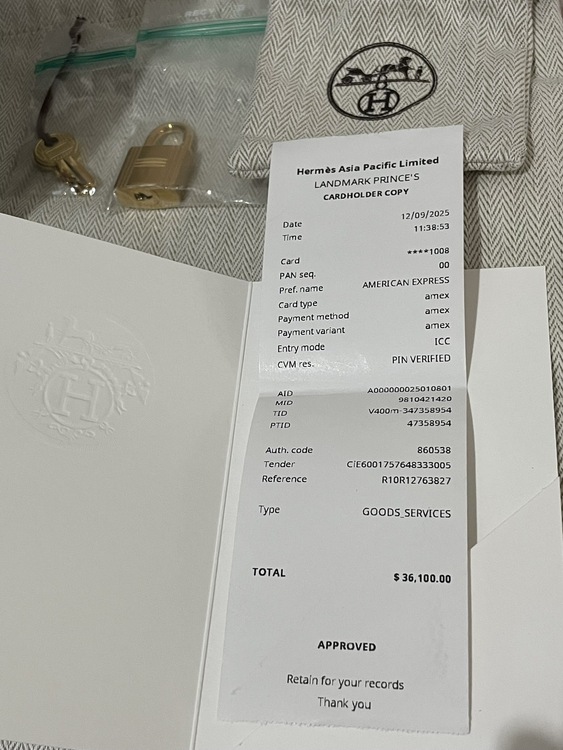 H
Hermès Asia Pacific Limited
LANDMARK PRINCE'S
CARDHOLDER COPY
Date 12/09/2025
Time 11:38:53
Card ****1008
PAN seq. 00
Pref. name AMERICAN EXPRESS
Card type amex
Payment method amex
Payment variant amex
Entry mode ICC
CVM res. PIN VERIFIED
AID A000000025010801
MID 9810421420
TID V400m-347358954
PTID 47358954
Auth. code 860538
Tender CIE6001757648333005
Reference R10R12763827
Type GOODS_SERVICES
TOTAL $ 36,100.00
APPROVED
Retain for your records
Thank you
H